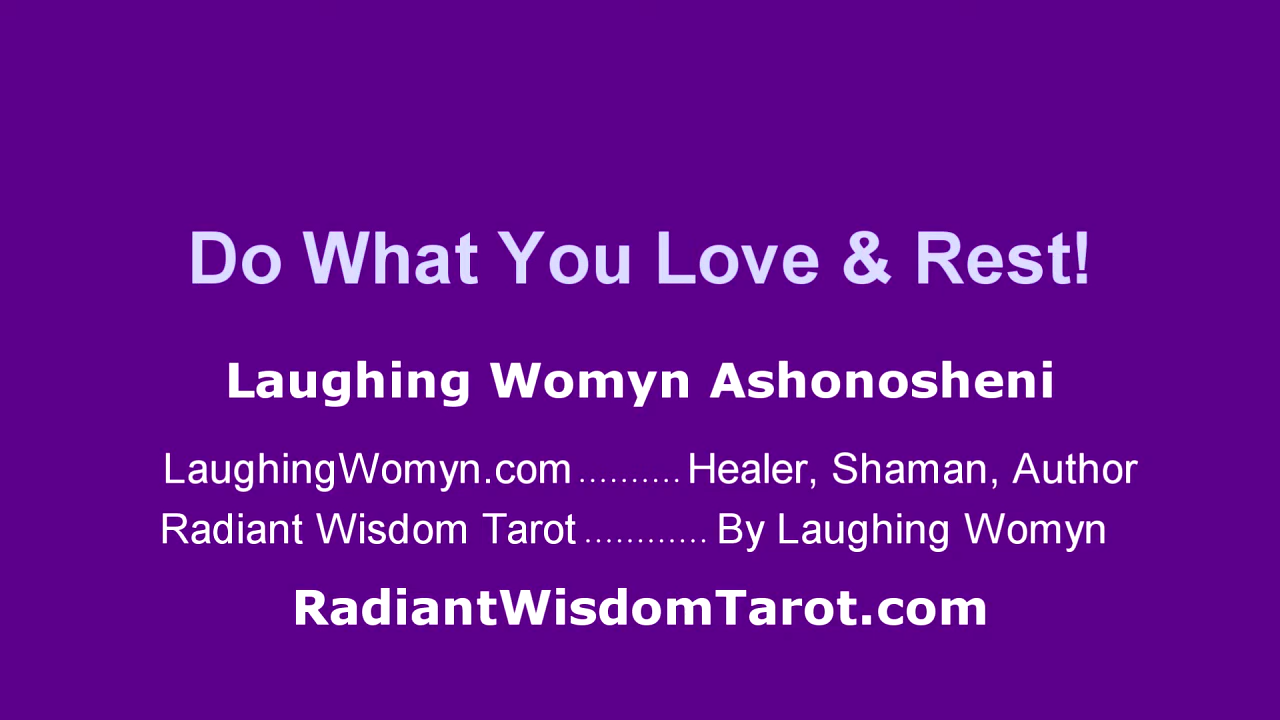 Do What You Love & Rest!
Laughing Womyn Ashonosheni
LaughingWomyn.com .......... Healer, Shaman, Author
Radiant Wisdom Tarot ............ By Laughing Womyn
RadiantWisdomTarot.com